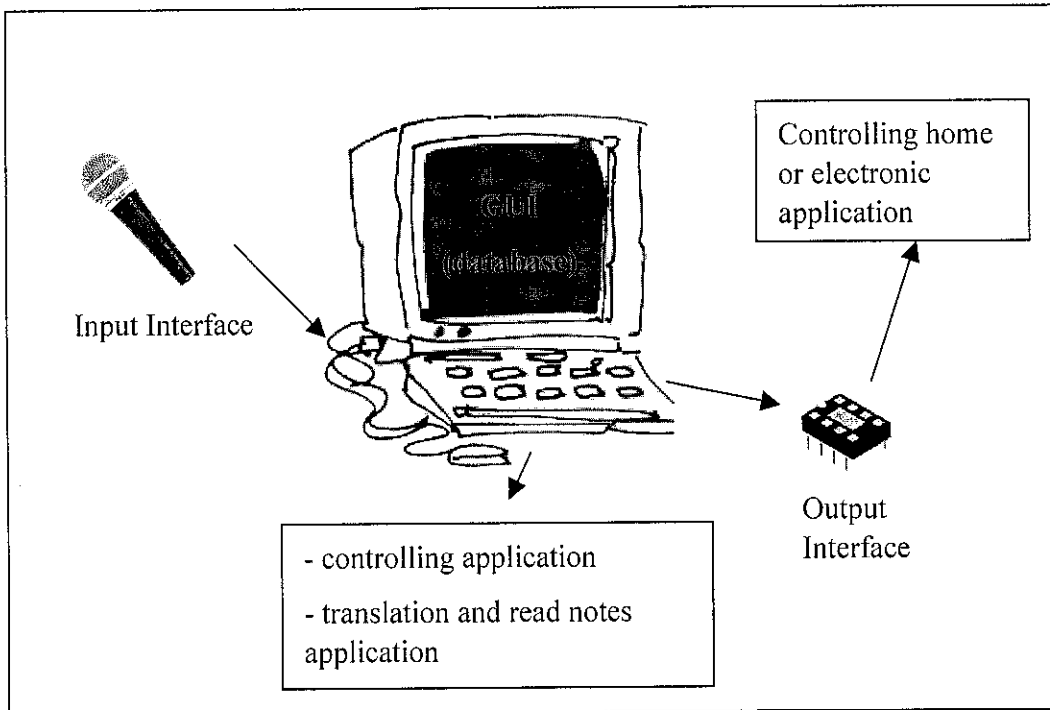 Input Interface
GUI
(database)
Controlling home
or electronic
application
Output
Interface
- controlling application
- translation and read notes
application